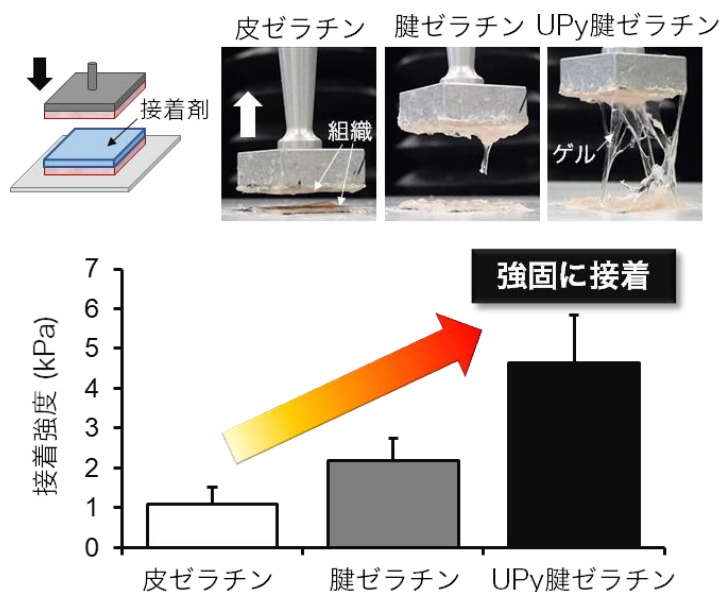 皮ゼラチン
腱ゼラチン
UPy腱ゼラチン
接着剤
組織
ゲル
強固に接着
接着強度 (kPa)
7
6
5
4
3
2
1
0
皮ゼラチン
腱ゼラチン
UPy腱ゼラチン